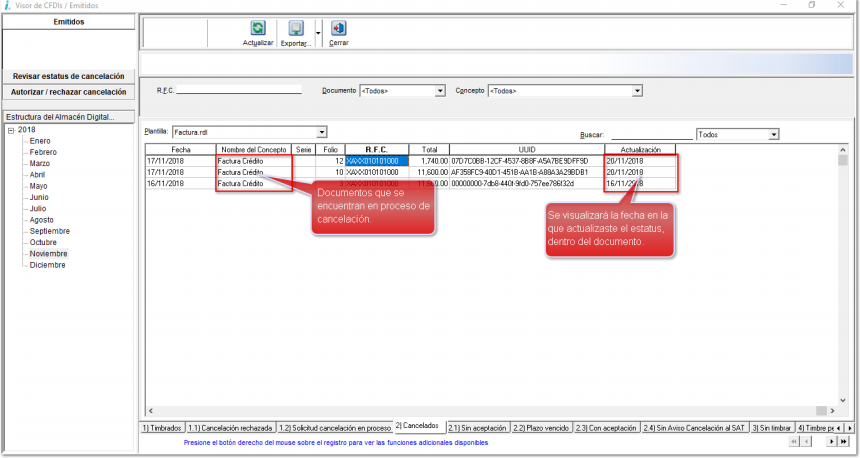 Visor de CFDIs / Emitidos
Emitidos
Revisar estatus de cancelación
Autorizar / rechazar cancelación
Estructura del Almacén Digital...
2018
Enero
Febrero
Marzo
Abril
Mayo
Junio
Julio
Agosto
Septiembre
Octubre
Noviembre
Diciembre
Actualizar Exportar... Cerrar
R.F.C. Documento <Todos> Concepto <Todos>
Plantilla: Factura.rdl Buscar: Todos
Fecha Nombre del Concepto Serie Folio R.F.C. Total UUID Actualización
17/11/2018 Factura Crédito 12 XAXX010101000 1,740.00 07D7C0BB-12CF-4537-8B8F-A5A7BE9DFF9D 20/11/2018
17/11/2018 Factura Crédito 10 XAXX010101000 11,600.00 AF358FC9-40D1-451B-AA1B-A88A3A29BDB1 20/11/2018
16/11/2018 Factura Crédito 3 XAXX010101000 11,600.00 00000000-7db8-440f-9fd0-757ee786f32d 16/11/2018
Documentos que se
encuentran en proceso de
cancelación.
Se visualizará la fecha en la
que actualizaste el estatus,
dentro del documento.
1) Timbrados 1.1) Cancelación rechazada 1.2) Solicitud cancelación en proceso 2) Cancelados 2.1) Sin aceptación 2.2) Plazo vencido 2.3) Con aceptación 2.4) Sin Aviso Cancelación al SAT 3) Sin timbrar 4) Timbre pe
Presione el botón derecho del mouse sobre el registro para ver las funciones adicionales disponibles